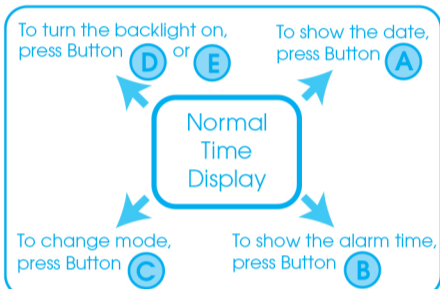 To turn the backlight on,
press Button D or E
To show the date,
press Button A
Normal
Time
Display
To change mode,
press Button C
To show the alarm time,
press Button B